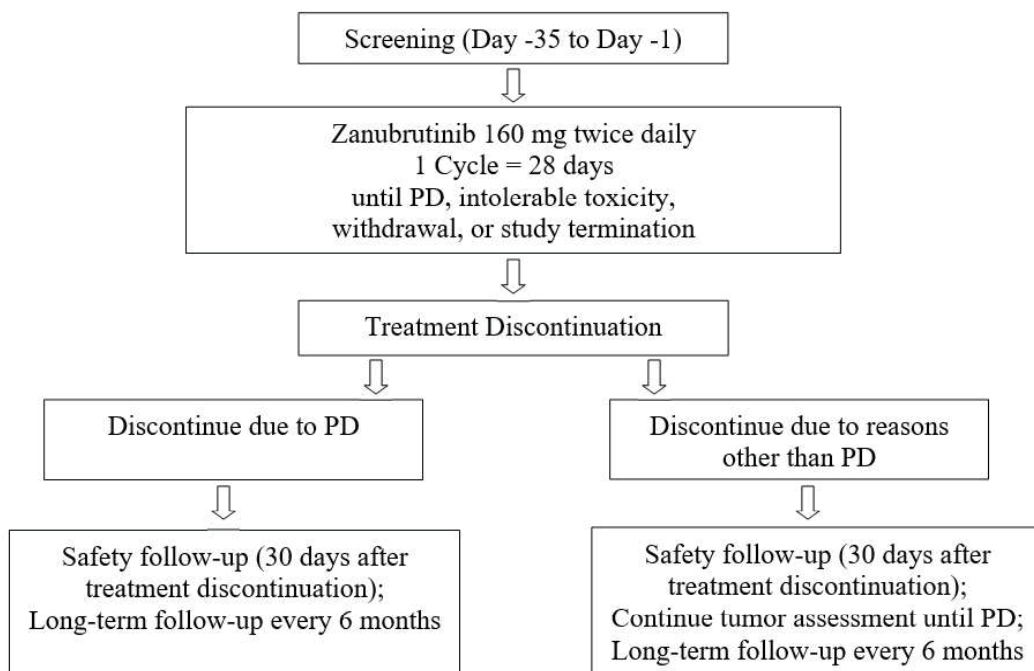 Screening (Day -35 to Day -1)
Zanubrutinib 160 mg twice daily
1 Cycle = 28 days
until PD, intolerable toxicity,
withdrawal, or study termination
Treatment Discontinuation
Discontinue due to PD
Discontinue due to reasons
other than PD
Safety follow-up (30 days after
treatment discontinuation);
Long-term follow-up every 6 months
Safety follow-up (30 days after
treatment discontinuation);
Continue tumor assessment until PD;
Long-term follow-up every 6 months